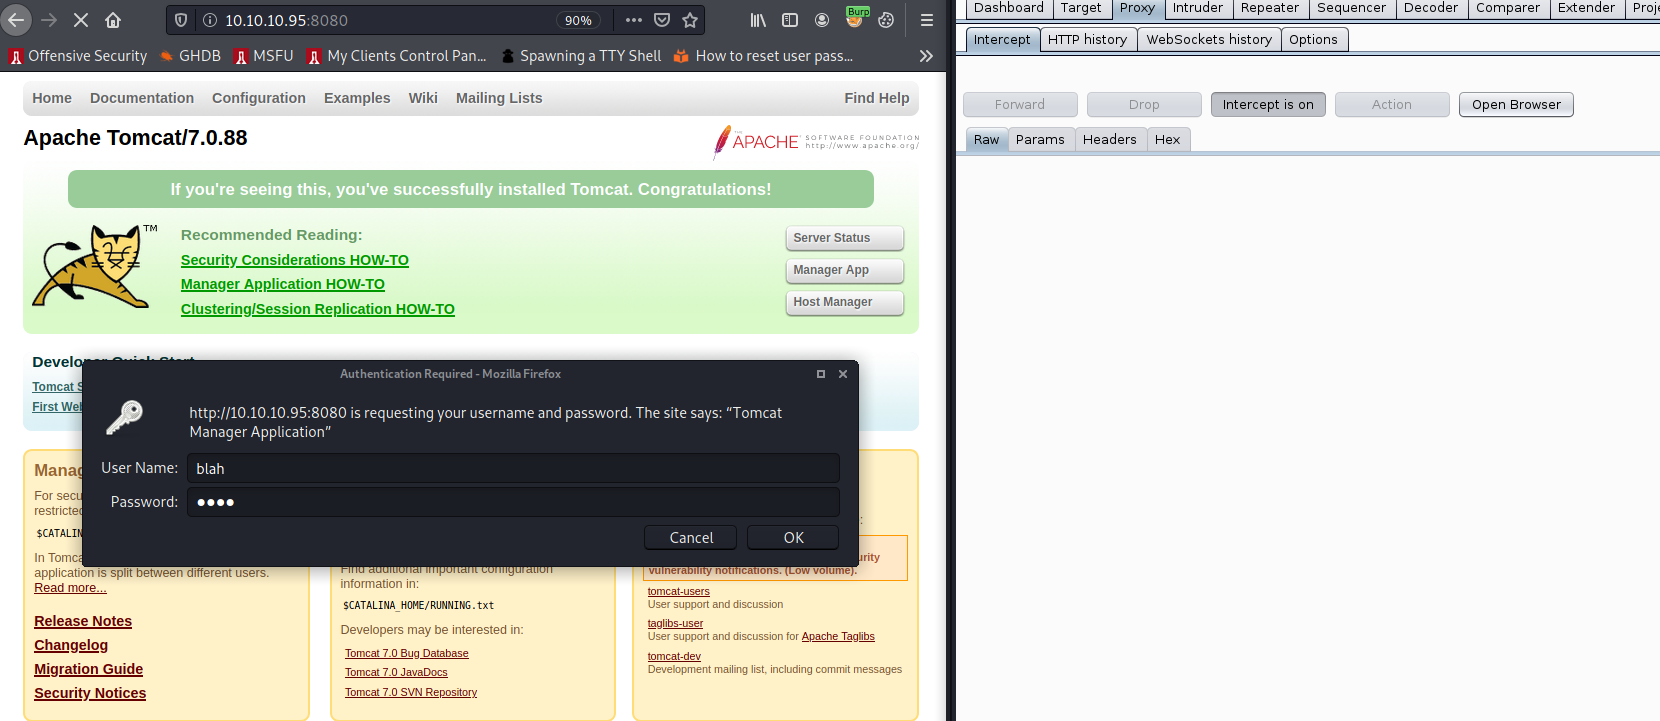 10.10.10.95:8080
90%
Burp
Offensive Security
GHDB
MSFU
My Clients Control Pan...
Spawning a TTY Shell
How to reset user pass...
Home Documentation Configuration Examples Wiki Mailing Lists Find Help
Apache Tomcat/7.0.88
THE
APACHE
SOFTWARE FOUNDATION
http://www.apache.org/
If you're seeing this, you've successfully installed Tomcat. Congratulations!
TM
Recommended Reading:
Security Considerations HOW-TO
Manager Application HOW-TO
Clustering/Session Replication HOW-TO
Server Status
Manager App
Host Manager
Developer Quick Start
Tomcat S
First Web
Authentication Required - Mozilla Firefox
http://10.10.10.95:8080 is requesting your username and password. The site says: “Tomcat
Manager Application”
User Name: blah
Password: ●●●●
Cancel OK
Manag
For secu
restricted
$CATALIN
In Tomca
application is split between different users.
Read more...
Release Notes
Changelog
Migration Guide
Security Notices
Find additional important configuration
information in:
$CATALINA_HOME/RUNNING.txt
Developers may be interested in:
Tomcat 7.0 Bug Database
Tomcat 7.0 JavaDocs
Tomcat 7.0 SVN Repository
:
urity
vulnerability notifications. (Low volume).
tomcat-users
User support and discussion
taglibs-user
User support and discussion for Apache Taglibs
tomcat-dev
Development mailing list, including commit messages
Dashboard Target Proxy Intruder Repeater Sequencer Decoder Comparer Extender Proje
Intercept HTTP history WebSockets history Options
Forward Drop Intercept is on Action Open Browser
Raw Params Headers Hex